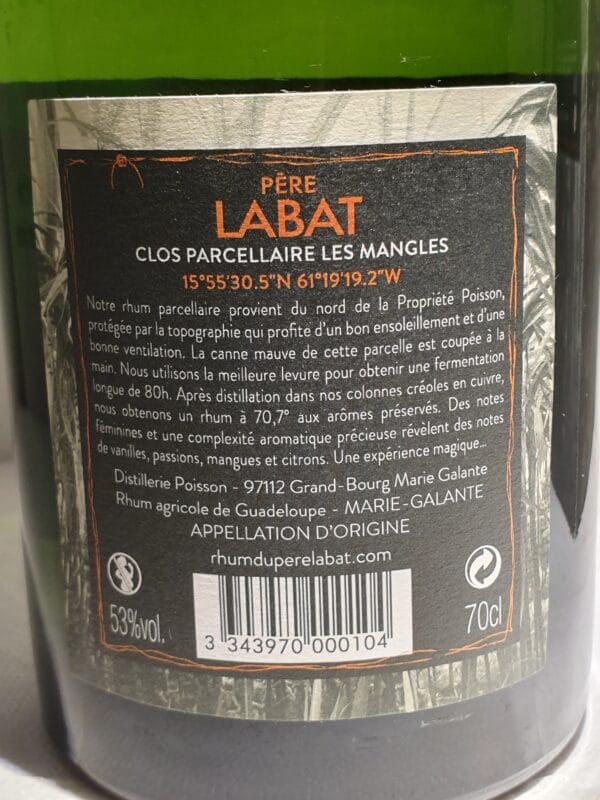 PÈRE
LABAT
CLOS PARCELLAIRE LES MANGLES
15°55'30.5"N 61°19'19.2"W
Notre rhum parcellaire provient du nord de la Propriété Poisson,
protégée par la topographie qui profite d'un bon ensoleillement et d'une
bonne ventilation. La canne mauve de cette parcelle est coupée à la
main. Nous utilisons la meilleure levure pour obtenir une fermentation
longue de 80h. Après distillation dans nos colonnes créoles en cuivre,
nous obtenons un rhum à 70,7° aux arômes préservés. Des notes
féminines et une complexité aromatique précieuse révèlent des notes
de vanilles, passions, mangues et citrons. Une expérience magique...
Distillerie Poisson - 97112 Grand-Bourg Marie Galante
Rhum agricole de Guadeloupe - MARIE-GALANTE
APPELLATION D'ORIGINE
rhumduperelabat.com
53%vol.
70cl
3 343970 000104